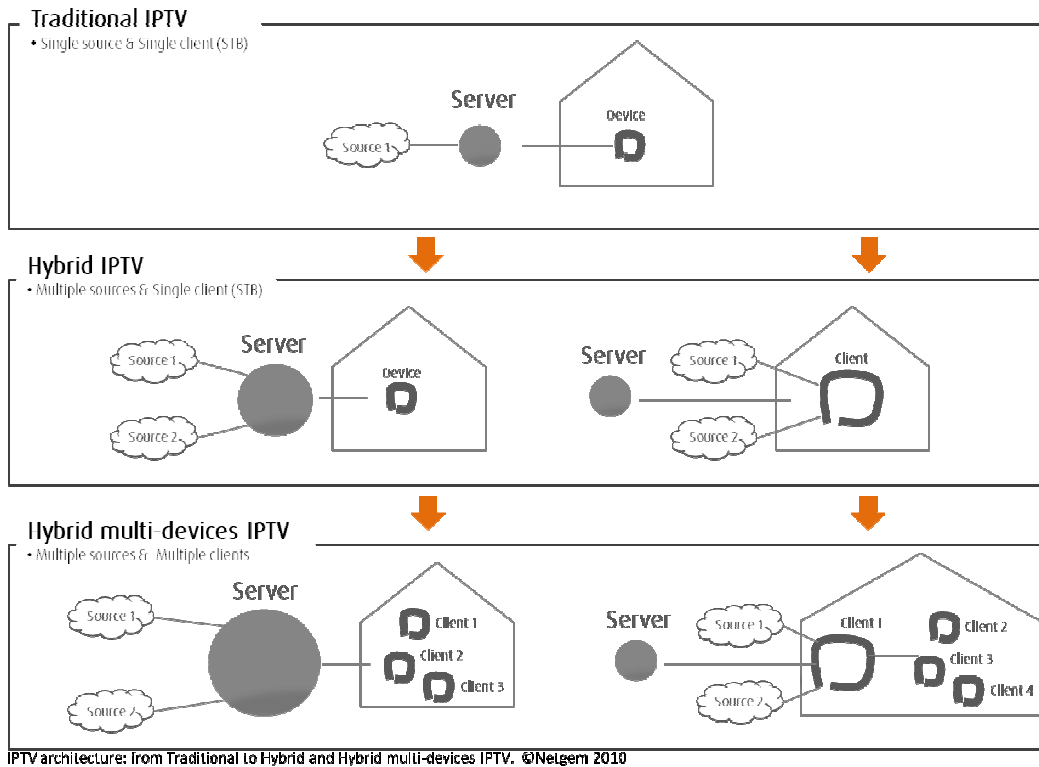 Traditional IPTV
• Single source & Single client (STB)
Server
Device
Source 1
Hybrid IPTV
• Multiple sources & Single client (STB)
Server
Source 1
Device
Source 2
Server
Source 1
Client
Source 2
Hybrid multi-devices IPTV
• Multiple sources & Multiple clients
Server
Source 1
Client 1
Client 2
Client 3
Source 2
Server
Source 1
Client 1
Client 2
Client 3
Client 4
Source 2
IPTV architecture: from Traditional to Hybrid and Hybrid multi-devices IPTV. ©Netgem 2010